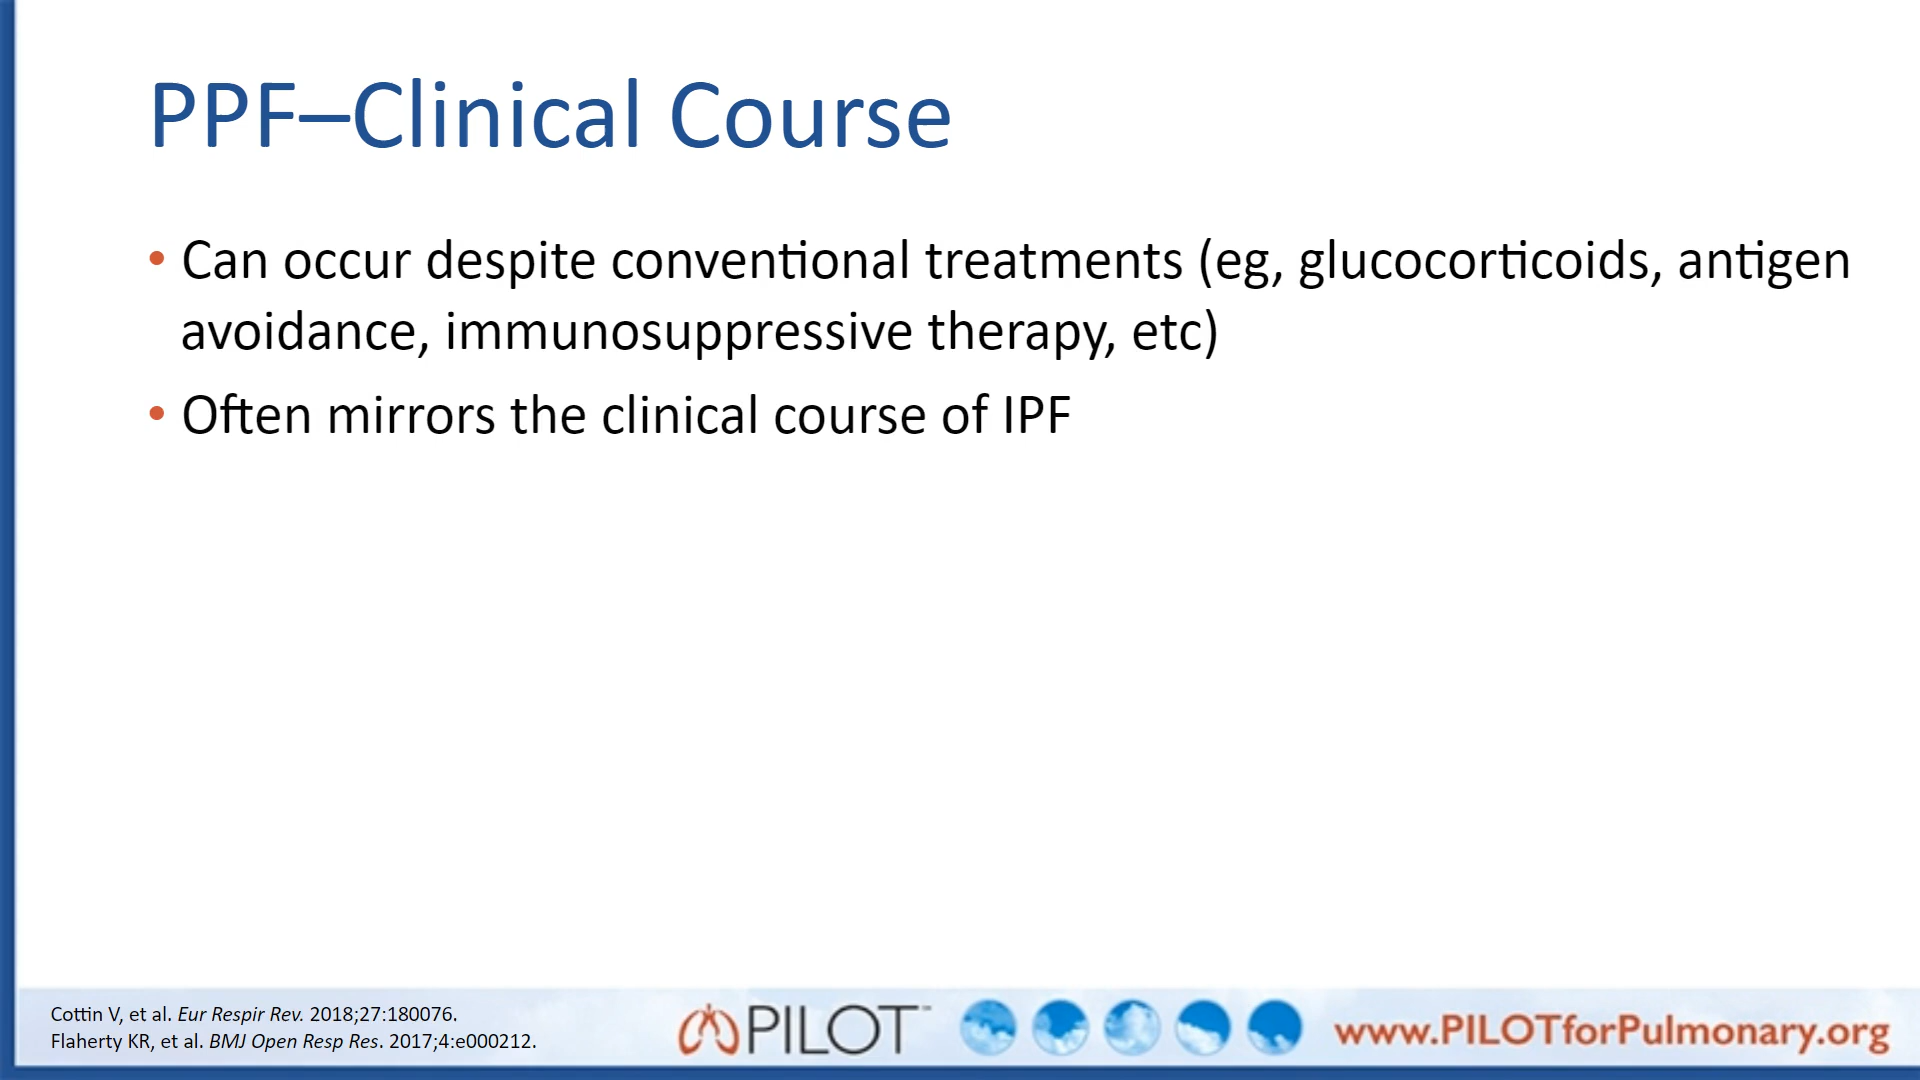 PPF–Clinical Course
• Can occur despite conventional treatments (eg, glucocorticoids, antigen
avoidance, immunosuppressive therapy, etc)
• Often mirrors the clinical course of IPF
Cottin V, et al. Eur Respir Rev. 2018;27:180076.
Flaherty KR, et al. BMJ Open Resp Res. 2017;4:e000212.
PILOT™
www.PILOTforPulmonary.org